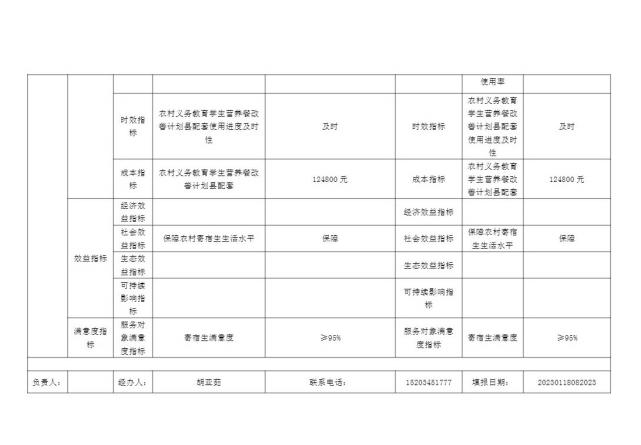 使用率
时效指
标
农村义务教育学生营养餐改
善计划县配套使用进度及时
性
及时
时效指标
农村义务教育
学生营养餐改
善计划县配套
使用进度及时
性
及时
成本指
标
农村义务教育学生营养餐改
善计划县配套
124800 元
成本指标
农村义务教育
学生营养餐改
善计划县配套
124800 元
效益指标
经济效
益指标
经济效益指标
社会效
益指标
保障农村寄宿生生活水平
保障
社会效益指标
保障农村寄宿
生生活水平
保障
生态效
益指标
生态效益指标
可持续
影响指
标
可持续影响指
标
满意度指
标
服务对
象满意
度指标
寄宿生满意度
≥95%
服务对象满意
度指标
寄宿生满意度
≥95%
负责人:
经办人:
胡亚茹
联系电话:
15203481777
填报日期:
20230118082023